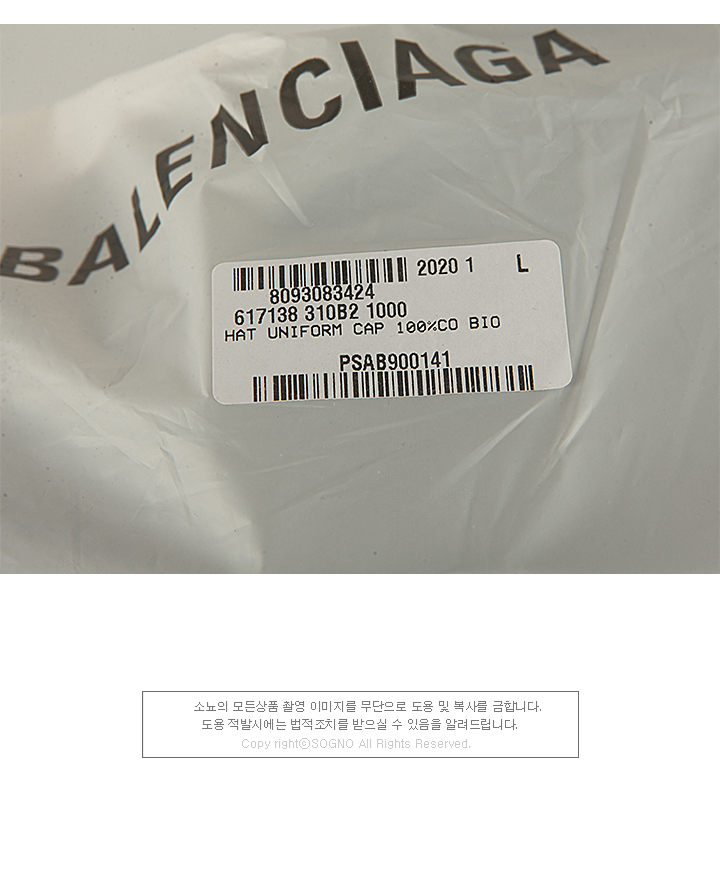 BALENCIAGA
2020 1 L
8093083424
617138 310B2 1000
HAT UNIFORM CAP 100%CO BIO
PSAB900141
소뇨의 모든상품 촬영 이미지를 무단으로 도용 및 복사를 금합니다.
도용 적발시에는 법적조치를 받으실 수 있음을 알려드립니다.
Copy rightⓒSOGNO All Rights Reserved.